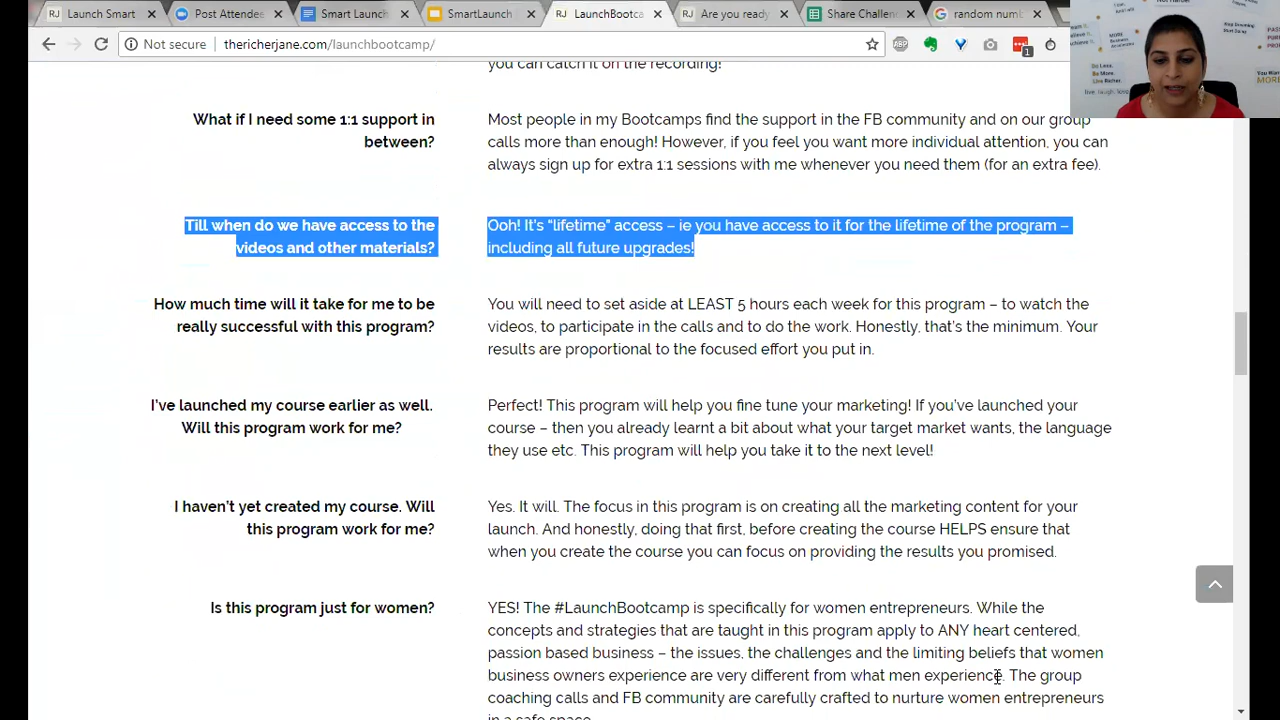 Launch Smart
Post Attendee
Smart Launch
SmartLaunch
LaunchBootca
Are you ready
Share Challen
random num
Not secure
thericherjane.com/launchbootcamp/
ABP
1
Do Less.
Be More.
Live Richer.
live, laugh, love
MORE
you can catch it on the recording!
What if I need some 1:1 support in
between?
Most people in my Bootcamps find the support in the FB community and on our group
calls more than enough! However, if you feel you want more individual attention, you can
always sign up for extra 1:1 sessions with me whenever you need them (for an extra fee).
Till when do we have access to the
videos and other materials?
Ooh! It's “lifetime” access – ie you have access to it for the lifetime of the program –
including all future upgrades!
How much time will it take for me to be
really successful with this program?
You will need to set aside at LEAST 5 hours each week for this program – to watch the
videos, to participate in the calls and to do the work. Honestly, that's the minimum. Your
results are proportional to the focused effort you put in.
I've launched my course earlier as well.
Will this program work for me?
Perfect! This program will help you fine tune your marketing! If you've launched your
course – then you already learnt a bit about what your target market wants, the language
they use etc. This program will help you take it to the next level!
I haven't yet created my course. Will
this program work for me?
Yes. It will. The focus in this program is on creating all the marketing content for your
launch. And honestly, doing that first, before creating the course HELPS ensure that
when you create the course you can focus on providing the results you promised.
Is this program just for women?
YES! The #LaunchBootcamp is specifically for women entrepreneurs. While the
concepts and strategies that are taught in this program apply to ANY heart centered,
passion based business – the issues, the challenges and the limiting beliefs that women
business owners experience are very different from what men experience. The group
coaching calls and FB community are carefully crafted to nurture women entrepreneurs
in a safe space.